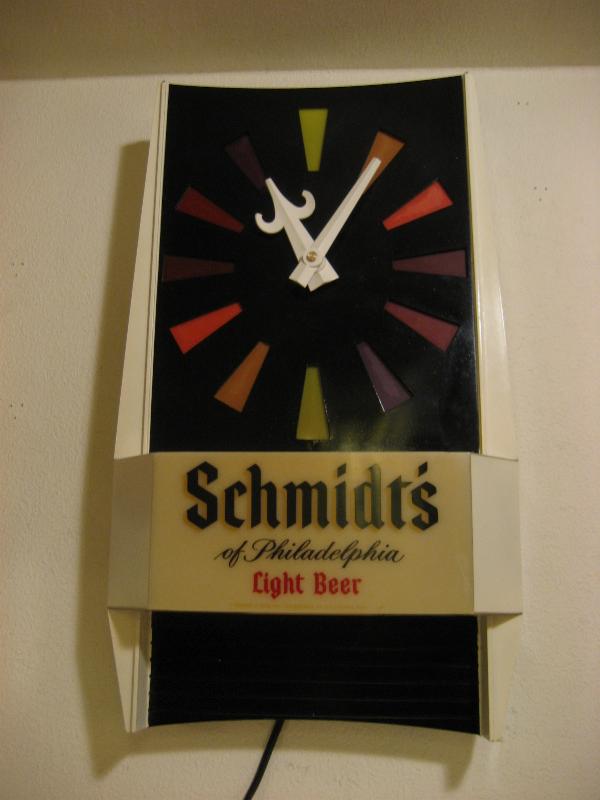 Schmidt's
of Philadelphia
Light Beer